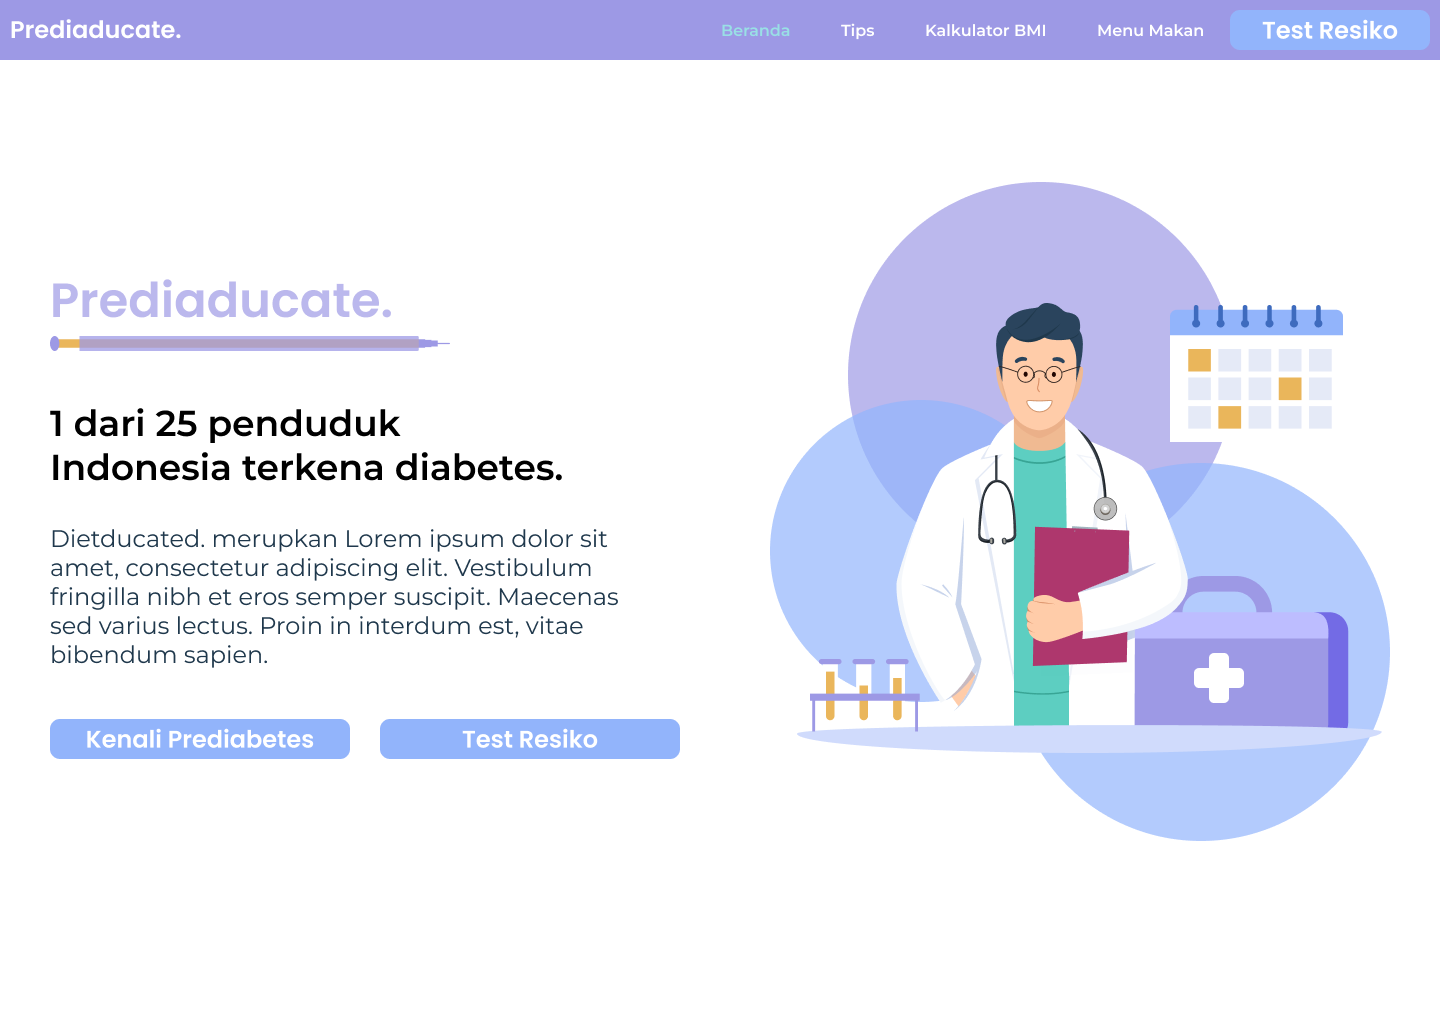 Prediaducate.
Beranda
Tips
Kalkulator BMI
Menu Makan
Test Resiko
Prediaducate.
1 dari 25 penduduk
Indonesia terkena diabetes.
Dietducated. merupkan Lorem ipsum dolor sit
amet, consectetur adipiscing elit. Vestibulum
fringilla nibh et eros semper suscipit. Maecenas
sed varius lectus. Proin in interdum est, vitae
bibendum sapien.
Kenali Prediabetes
Test Resiko